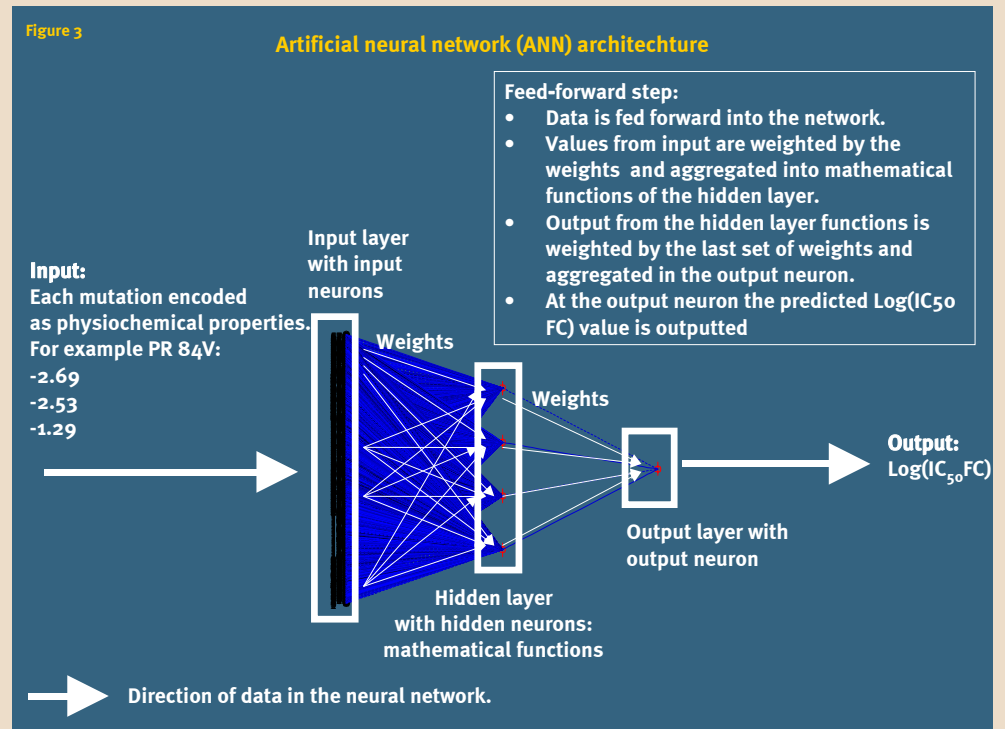 Figure 3
Artificial neural network (ANN) architechture
Feed-forward step:
• Data is fed forward into the network.
• Values from input are weighted by the
weights and aggregated into mathematical
functions of the hidden layer.
• Output from the hidden layer functions is
weighted by the last set of weights and
aggregated in the output neuron.
• At the output neuron the predicted Log(IC50
FC) value is outputted
Input layer
with input
neurons
Input:
Each mutation encoded
as physiochemical properties.
For example PR 84V:
-2.69
-2.53
-1.29
Weights
Weights
Output:
Log(IC50FC)
Output layer with
output neuron
Hidden layer
with hidden neurons:
mathematical functions
Direction of data in the neural network.